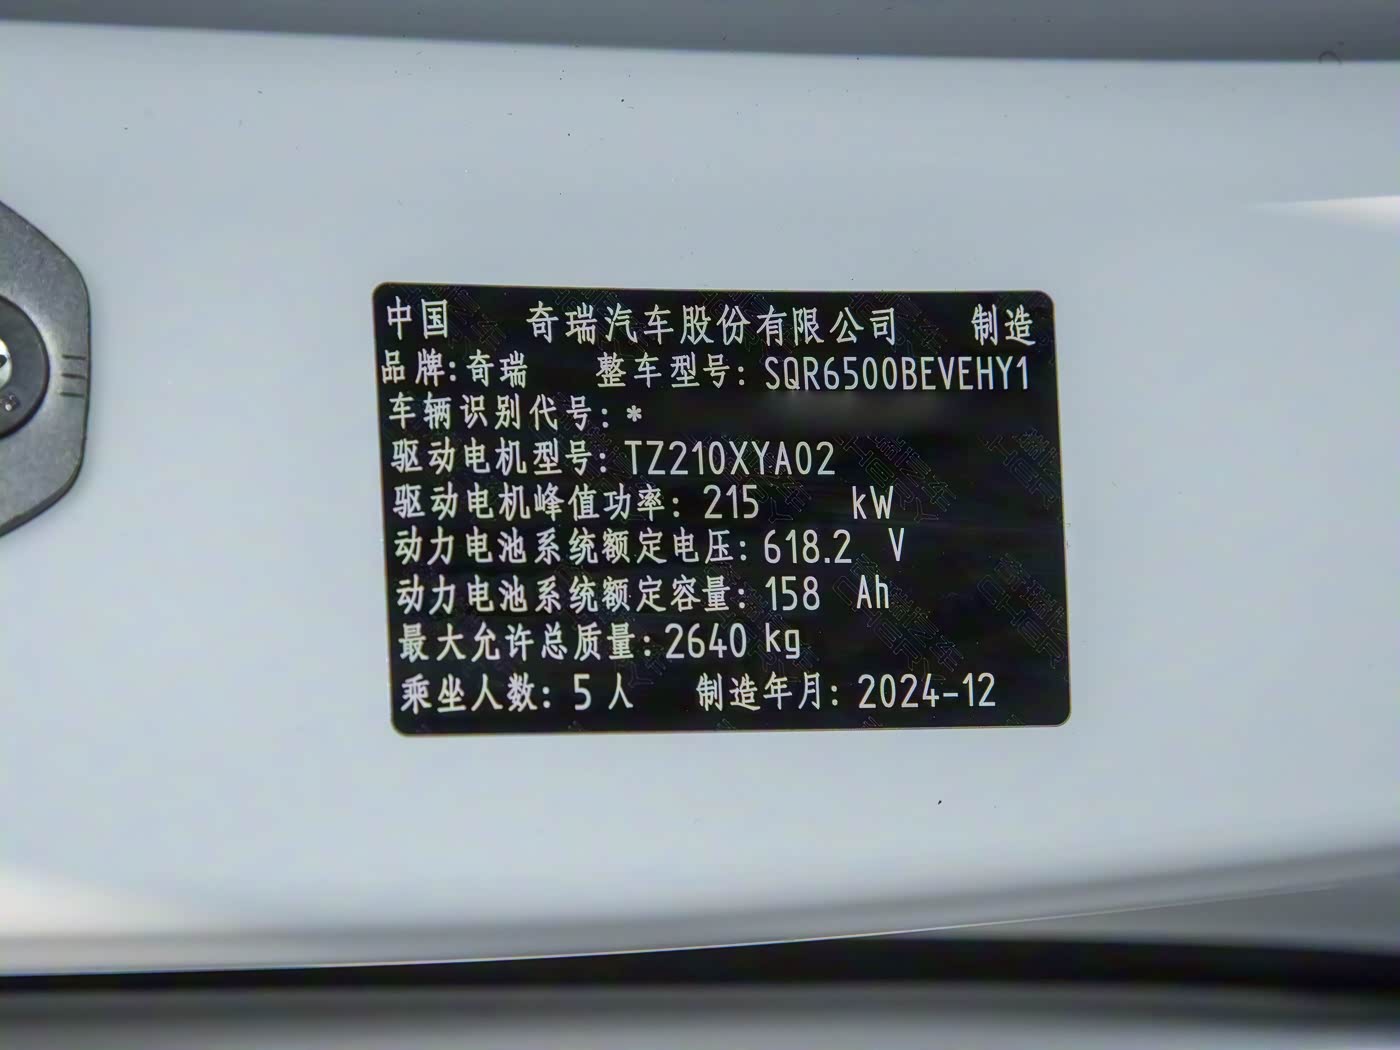 中国 奇瑞汽车股份有限公司 制造
品牌:奇瑞 整车型号:SQR6500BEVEHY1
车辆识别代号:*
驱动电机型号:TZ210XYA02
驱动电机峰值功率:215 kW
动力电池系统额定电压:618.2 V
动力电池系统额定容量:158 Ah
最大允许总质量:2640 kg
乘坐人数:5人 制造年月:2024-12